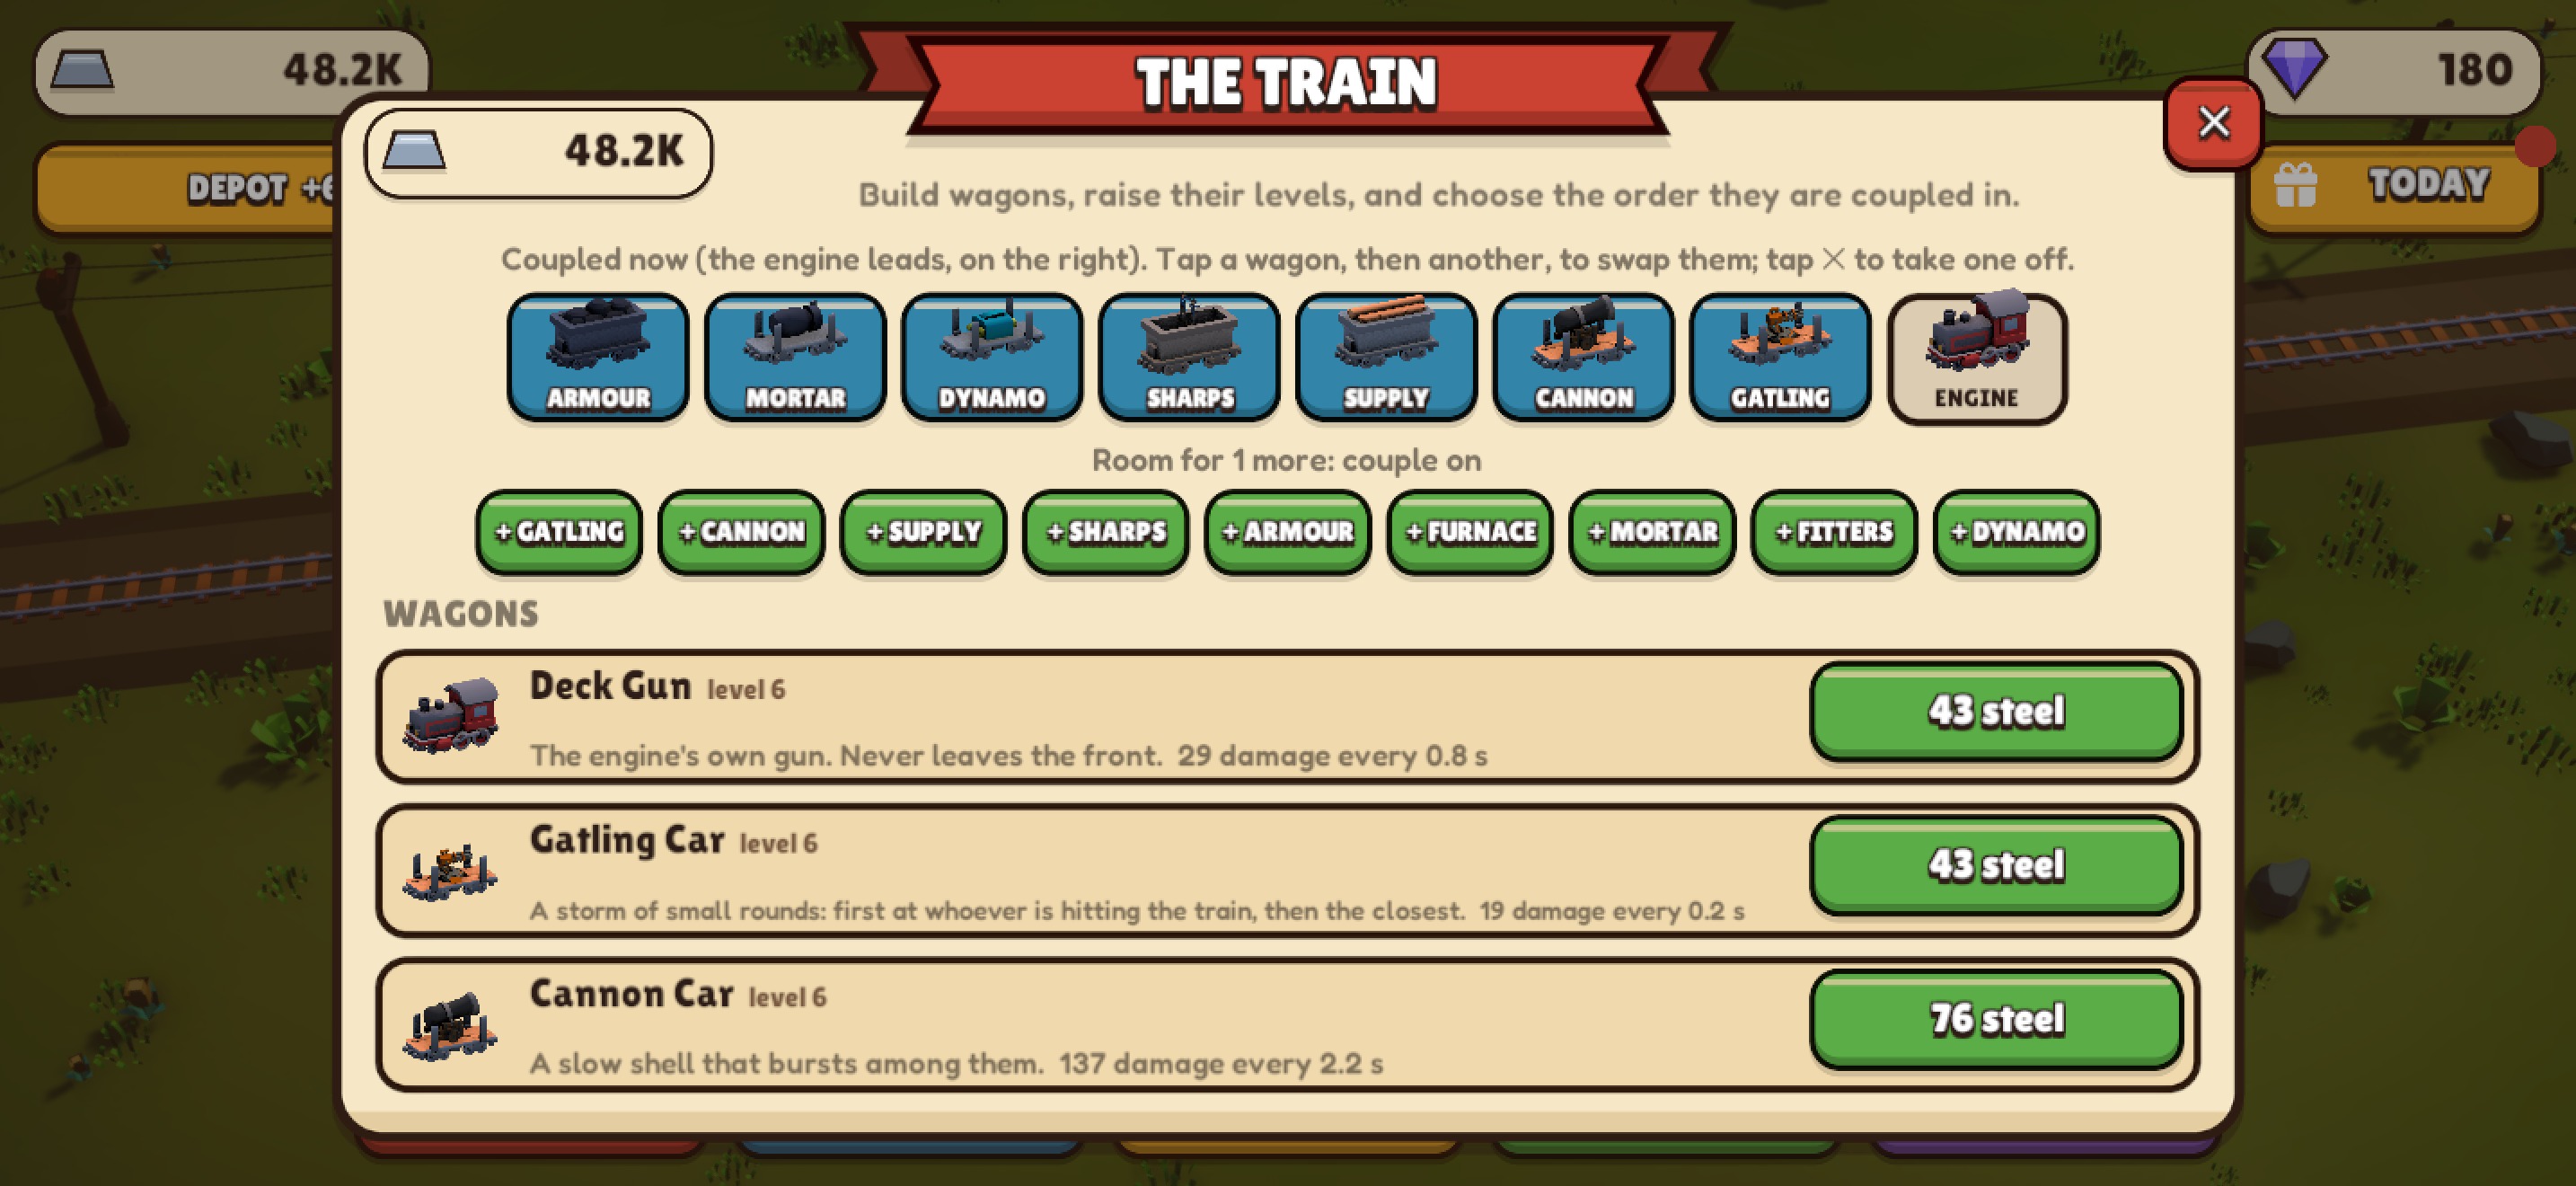 48.2K
THE TRAIN
180
48.2K
DEPOT +
TODAY
Build wagons, raise their levels, and choose the order they are coupled in.
Coupled now (the engine leads, on the right). Tap a wagon, then another, to swap them; tap × to take one off.
ARMOUR MORTAR DYNAMO SHARPS SUPPLY CANNON GATLING ENGINE
Room for 1 more: couple on
+ GATLING + CANNON + SUPPLY + SHARPS + ARMOUR + FURNACE + MORTAR + FITTERS + DYNAMO
WAGONS
Deck Gun level 6
43 steel
The engine's own gun. Never leaves the front. 29 damage every 0.8 s
Gatling Car level 6
43 steel
A storm of small rounds: first at whoever is hitting the train, then the closest. 19 damage every 0.2 s
Cannon Car level 6
76 steel
A slow shell that bursts among them. 137 damage every 2.2 s